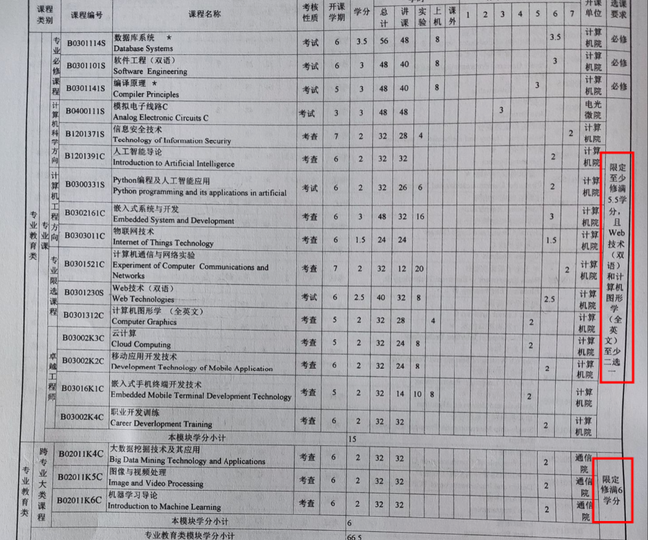 课程类别 课程编号 课程名称 考核性质 开课学期 学分 总计 讲课 实验 上机 课外 1 2 3 4 5 6 7 开课单位 选课要求
专业必修课程
B0301114S 数据库系统 * Database Systems 考试 6 3.5 56 48 8 3.5 计算机院 必修
B0301101S 软件工程（双语） Software Engineering 考试 6 3 48 40 8 3 计算机院 必修
B0301141S 编译原理 * Compiler Principles 考试 5 3 48 40 8 3 计算机院 必修
计算机科学方向
B0400111S 模拟电子线路C Analog Electronic Circuits C 考试 3 3 48 48 3 电光微院
B1201371S 信息安全技术 Technology of Information Security 考查 7 2 32 28 4 2 计算机院
B1201391C 人工智能导论 Introduction to Artificial Intelligence 考查 6 2 32 32 2 计算机院
计算机工程方向
B0300331S Python编程及人工智能应用 Python programming and its applications in artificial 考试 6 2 32 26 6 2 计算机院
B0302161C 嵌入式系统与开发 Embedded System and Development 考查 6 3 48 32 16 3 计算机院
B0303011C 物联网技术 Internet of Things Technology 考查 6 1.5 24 24 1.5 计算机院
专业教育类 专业课 专业限选课程
B0301521C 计算机通信与网络实验 Experiment of Computer Communications and Networks 考查 7 2 32 12 20 2 计算机院
B0301230S Web技术（双语） Web Technologies 考试 6 2.5 40 32 8 2.5 计算机院
B0301312C 计算机图形学（全英文） Computer Graphics 考查 5 2 32 28 4 2 计算机院
卓越工程师
B03002K3C 云计算 Cloud Computing 考查 5 2 32 24 8 2 计算机院
B03002K2C 移动应用开发技术 Development Technology of Mobile Application 考查 6 2 32 24 8 2 计算机院
B03016K1C 嵌入式手机终端开发技术 Embedded Mobile Terminal Development Technology 考查 5 2 32 14 10 8 2 计算机院
B03002K4C 职业开发训练 Career Deverlopment Training 考查 6 2 32 32 2 计算机院
限定至少修满5.5学分，且Web技术（双语）和计算机图形学（全英文）至少二选一
本模块学分小计 15
专业教育类 跨专业大类课程
B02011K4C 大数据挖掘技术及其应用 Big Data Mining Technology and Applications 考查 6 2 32 32 2 通信院
B02011K5C 图像与视频处理 Image and Video Processing 考查 6 2 32 32 2 通信院
B02011K6C 机器学习导论 Introduction to Machine Learning 考查 6 2 32 32 2 通信院
限定修满6学分
本模块学分小计 6
专业教育类模块学分小计 66.5